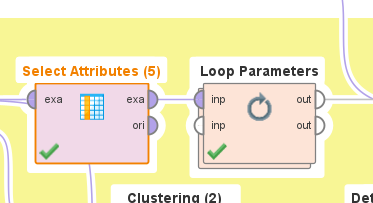 Select Attributes (5)
Loop Parameters
exa exa
ori
inp out
inp out
Clustering (2)
Det